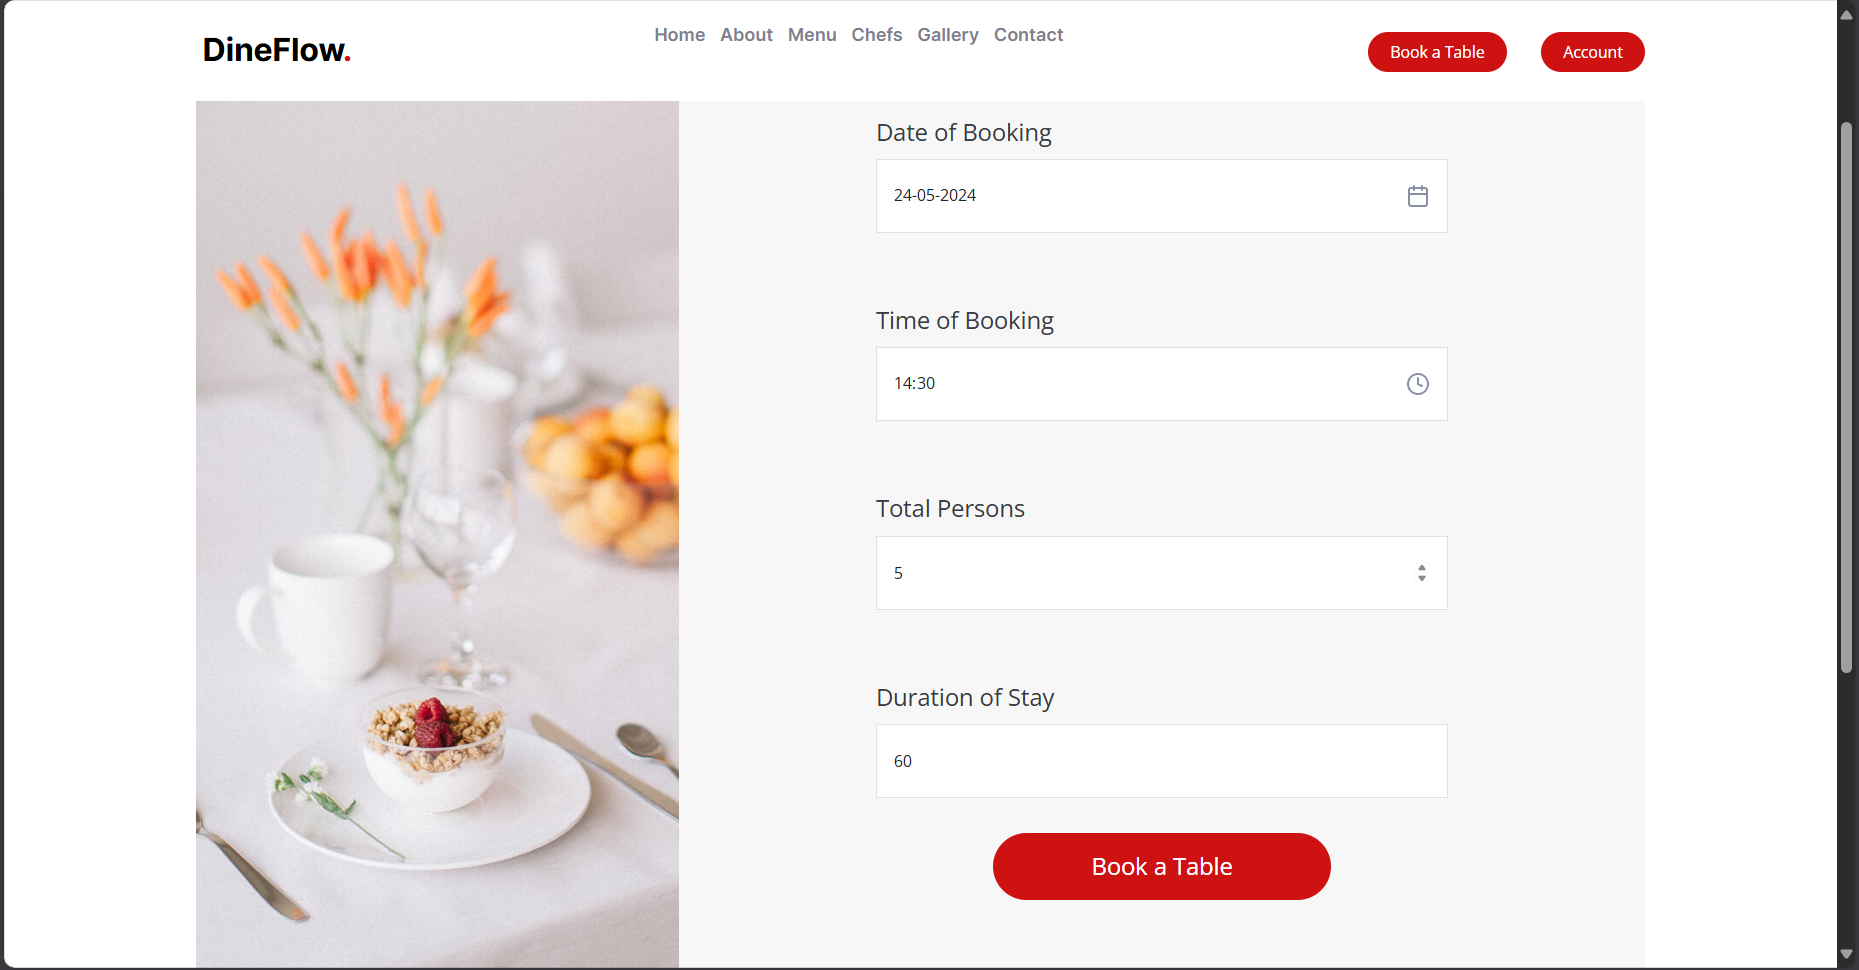 DineFlow.
Home About Menu Chefs Gallery Contact
Book a Table
Account
Date of Booking
24-05-2024
Time of Booking
14:30
Total Persons
5
Duration of Stay
60
Book a Table